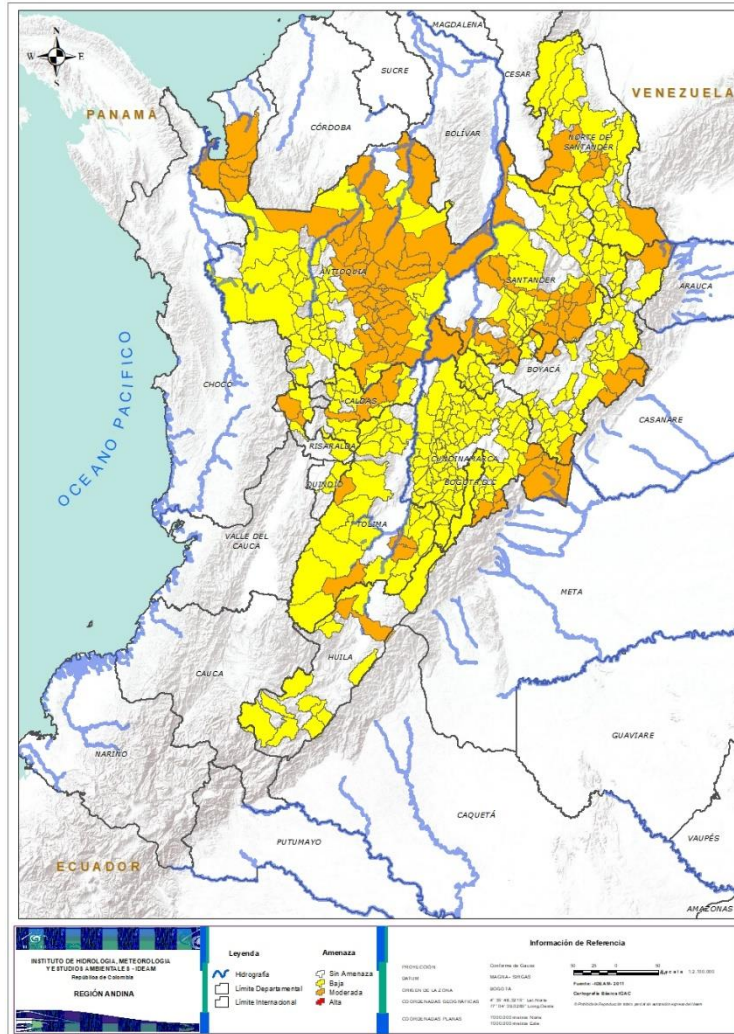 N
W E
S
MAGDALENA
CESAR
SUCRE
VENEZUELA
PANAMÁ
CÓRDOBA
BOLÍVAR
NORTE DE
SANTANDER
ANTIOQUIA
SANTANDER
ARAUCA
BOYACÁ
CHOCÓ
CALDAS
CASANARE
RISARALDA
CUNDINAMARCA
BOGOTÁ D.C.
QUINDIO
OCEANO PACIFICO
TOLIMA
VALLE DEL
CAUCA
META
HUILA
CAUCA
GUAVIARE
NARIÑO
CAQUETÁ
VAUPÉS
PUTUMAYO
ECUADOR
AMAZONAS
INSTITUTO DE HIDROLOGIA, METEOROLOGIA
Y ESTUDIOS AMBIENTALES - IDEAM
República de Colombia
REGIÓN ANDINA
Leyenda
Hidrografía
Límite Departamental
Límite Internacional
Amenaza
Sin Amenaza
Baja
Moderada
Alta
Información de Referencia
PROYECCIÓN
DATUM
ORIGEN DE LA ZONA
COORDENADAS GEOGRÁFICAS
COORDENADAS PLANAS
Conforme de Gauss
MAGNA - SIRGAS
BOGOTÁ
Fuente: IDEAM- 2011
Cartografía Básica IGAC